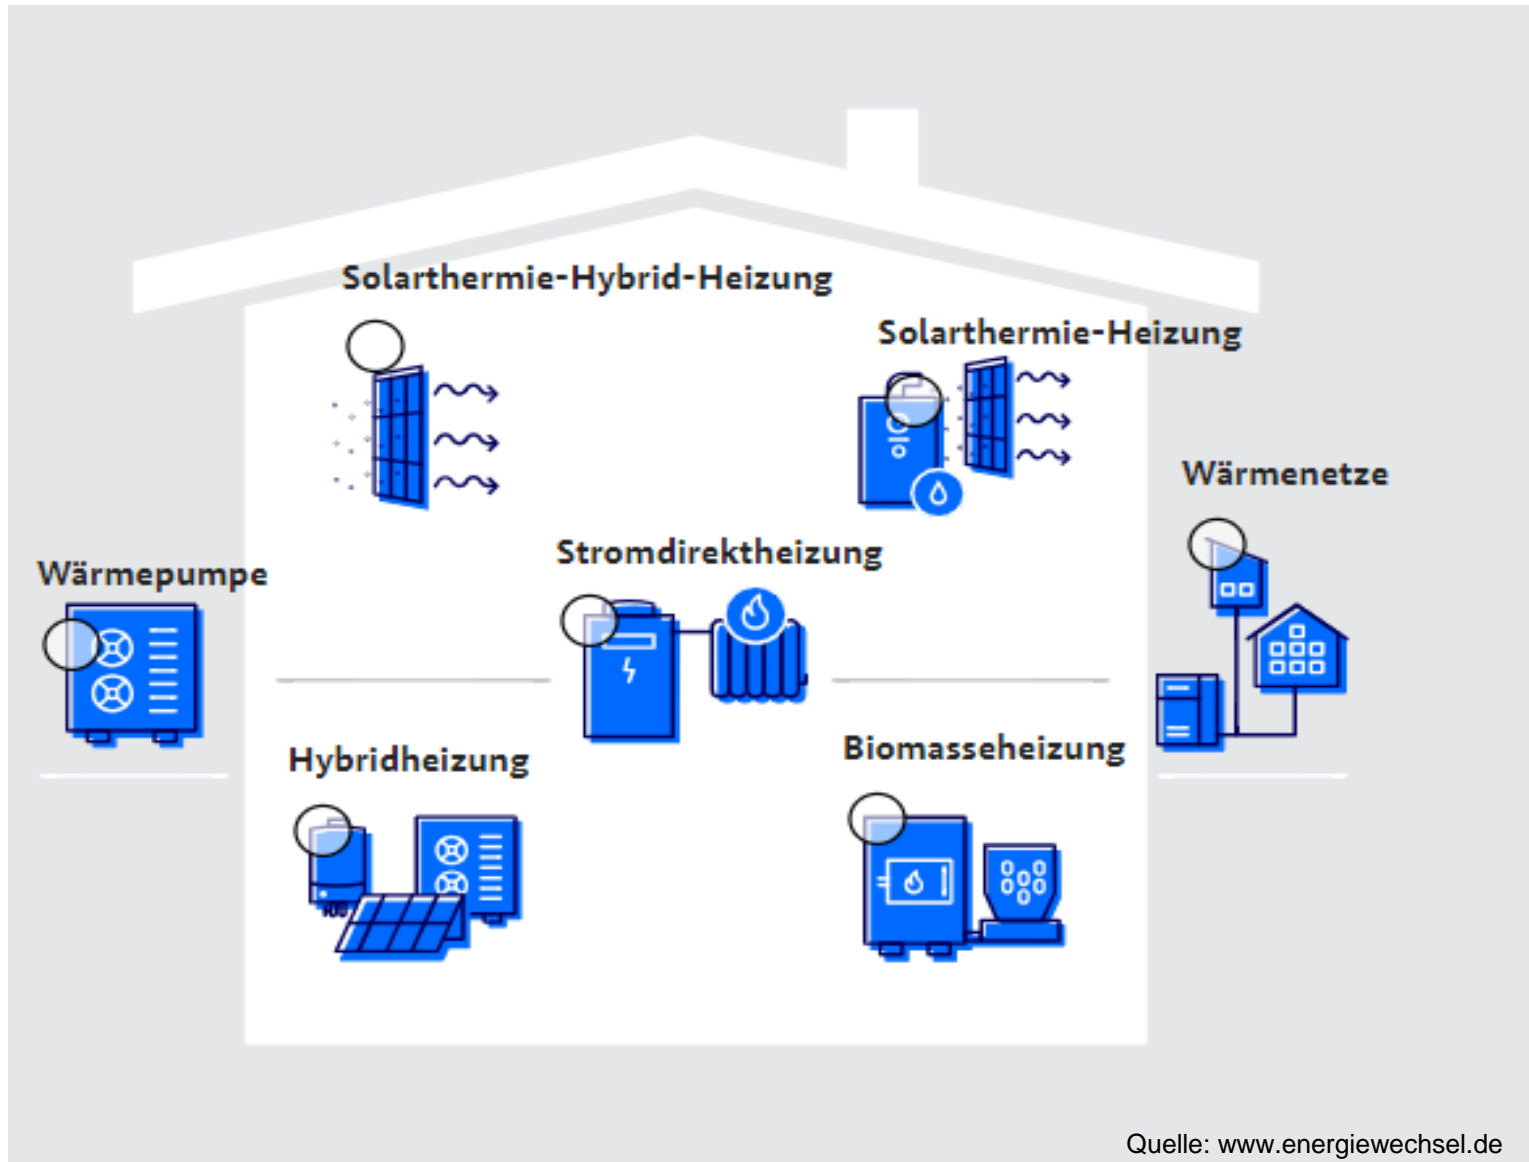 Solarthermie-Hybrid-Heizung
Solarthermie-Heizung
Wärmenetze
Stromdirektheizung
Wärmepumpe
Biomasseheizung
Hybridheizung
Quelle: www.energiewechsel.de